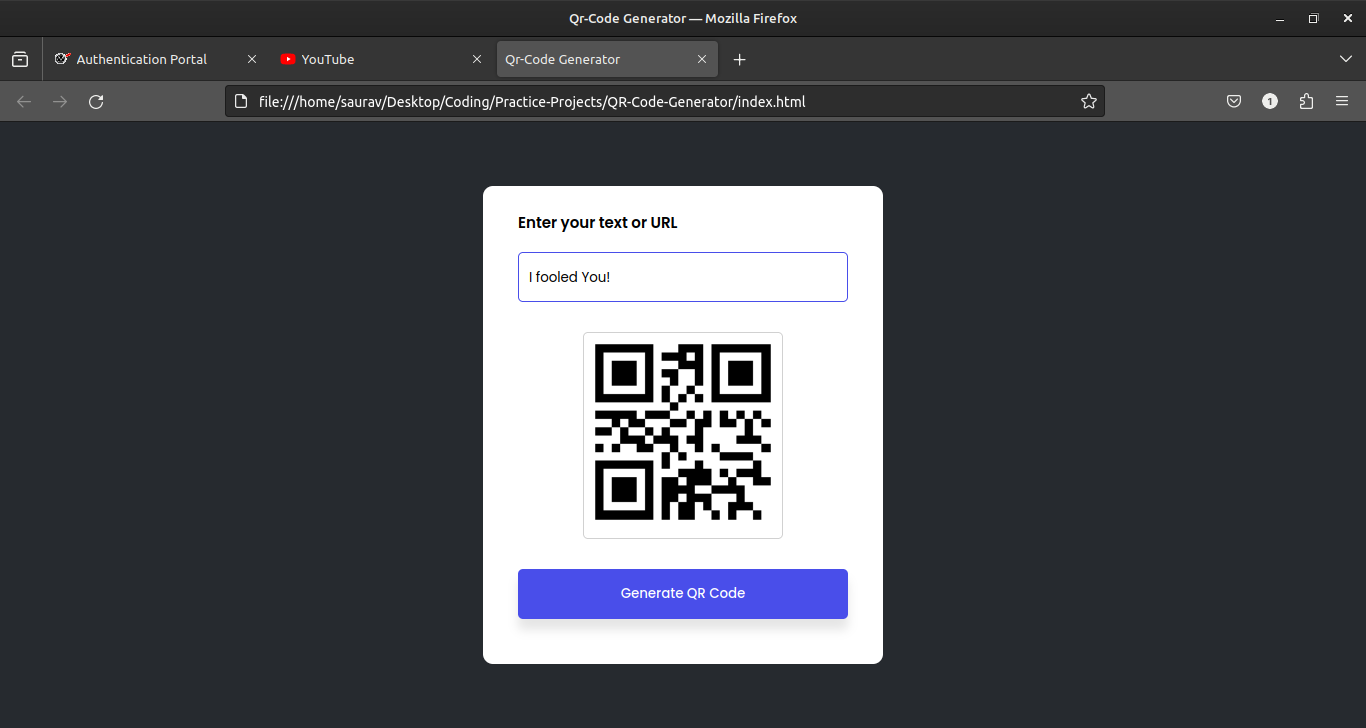 Qr-Code Generator — Mozilla Firefox
Authentication Portal
YouTube
Qr-Code Generator
file:///home/saurav/Desktop/Coding/Practice-Projects/QR-Code-Generator/index.html
1
Enter your text or URL
I fooled You!
Generate QR Code